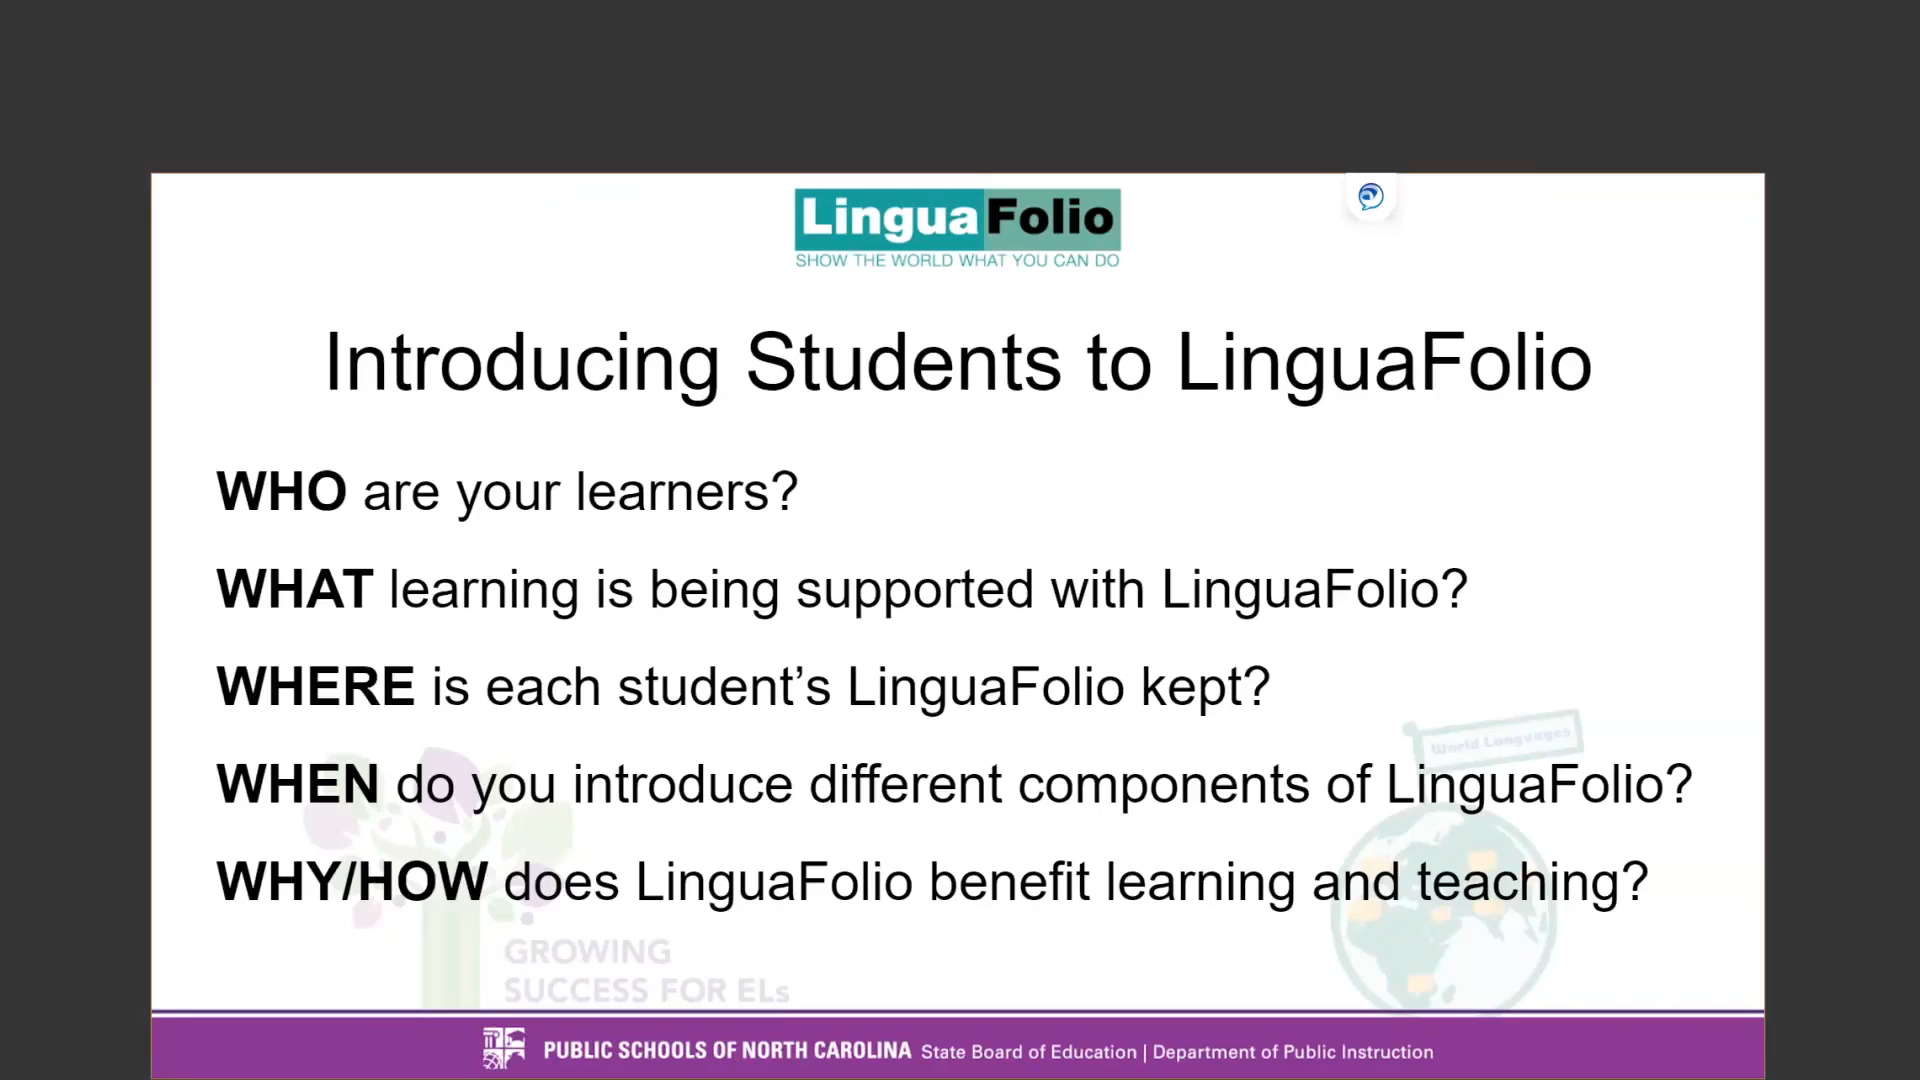 LinguaFolio
SHOW THE WORLD WHAT YOU CAN DO
Introducing Students to LinguaFolio
WHO are your learners?
WHAT learning is being supported with LinguaFolio?
WHERE is each student’s LinguaFolio kept?
World Languages
WHEN do you introduce different components of LinguaFolio?
WHY/HOW does LinguaFolio benefit learning and teaching?
GROWING
SUCCESS FOR ELs
PUBLIC SCHOOLS OF NORTH CAROLINA State Board of Education | Department of Public Instruction